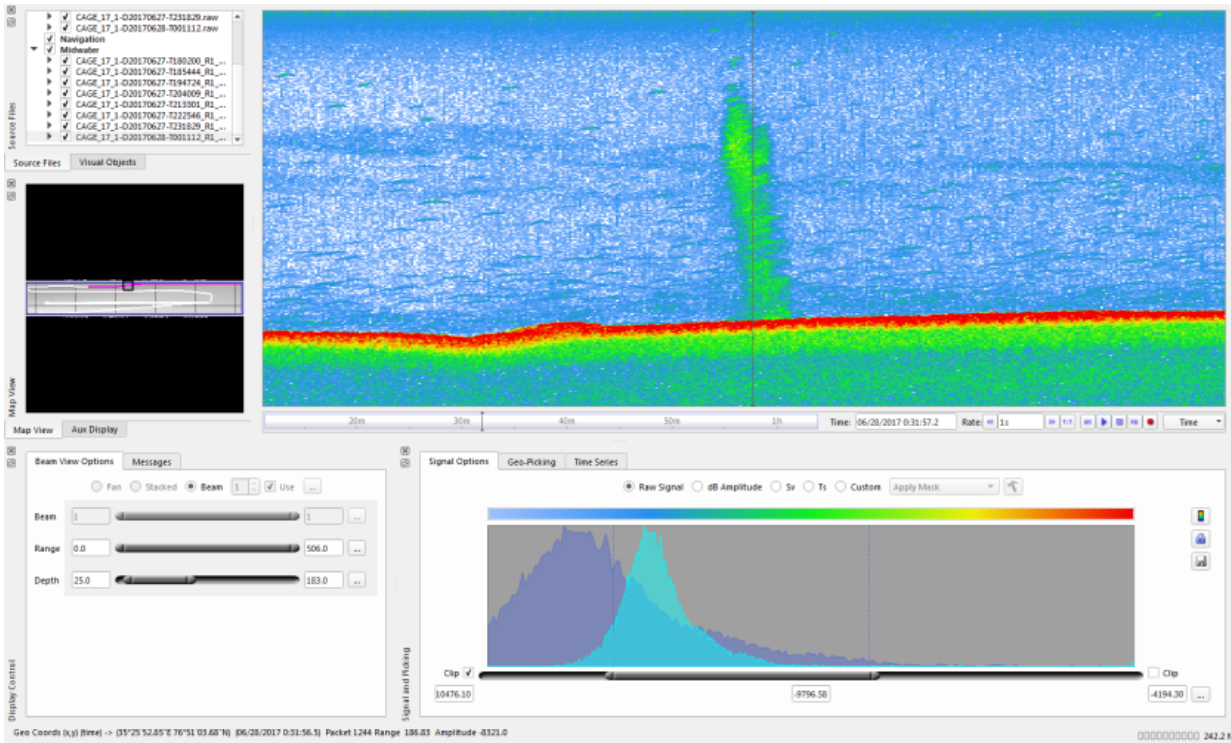 CAGE_17_1-D20170627-T231829.raw
CAGE_17_1-D20170628-T001112.raw
Navigation
Midwater
CAGE_17_1-D20170627-T180200_R1_...
CAGE_17_1-D20170627-T185444_R1_...
CAGE_17_1-D20170627-T194724_R1_...
CAGE_17_1-D20170627-T204009_R1_...
CAGE_17_1-D20170627-T213301_R1_...
CAGE_17_1-D20170627-T222546_R1_...
CAGE_17_1-D20170627-T231829_R1_...
CAGE_17_1-D20170628-T001112_R1_...
Source Files
Source Files Visual Objects
Map View
Map View Aux Display
20m 30m 40m 50m 1h
Time: 06/28/2017 0:31:57.2 Rate: 1s 1:1 Time
Beam View Options Messages
Fan Stacked Beam 1 Use ...
Beam 1 1 ...
Range 0.0 506.0 ...
Depth 25.0 183.0 ...
Display Control
Signal Options Geo-Picking Time Series
Raw Signal dB Amplitude Sv Ts Custom Apply Mask
Clip Clip
10476.10 -9796.58 -4194.30 ...
Signal and Picking
Geo Coords (x,y) (time) -> (35°25'52.85"E 76°51'03.68"N) (06/28/2017 0:31:56.5) Packet 1244 Range 186.83 Amplitude -8321.0